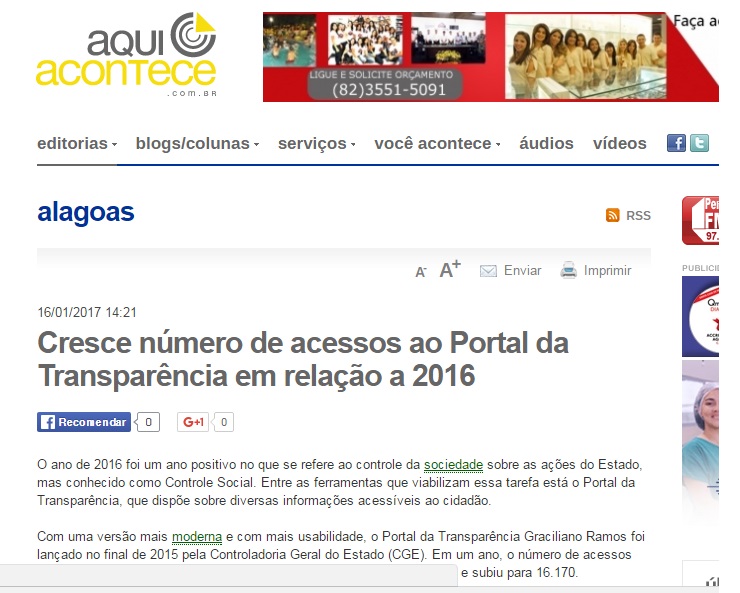 AQUI
ACONTECE
.COM.BR
Faça a
LIGUE E SOLICITE ORÇAMENTO
(82)3551-5091
editorias blogs/colunas serviços você acontece áudios vídeos
alagoas
RSS
FM
97.
A- A+ Enviar Imprimir
PUBLICID
16/01/2017 14:21
Cresce número de acessos ao Portal da
Transparência em relação a 2016
Recomendar 0 G+1 0
O ano de 2016 foi um ano positivo no que se refere ao controle da sociedade sobre as ações do Estado,
mas conhecido como Controle Social. Entre as ferramentas que viabilizam essa tarefa está o Portal da
Transparência, que dispõe sobre diversas informações acessíveis ao cidadão.
Com uma versão mais moderna e com mais usabilidade, o Portal da Transparência Graciliano Ramos foi
lançado no final de 2015 pela Controladoria Geral do Estado (CGE). Em um ano, o número de acessos
e subiu para 16.170.